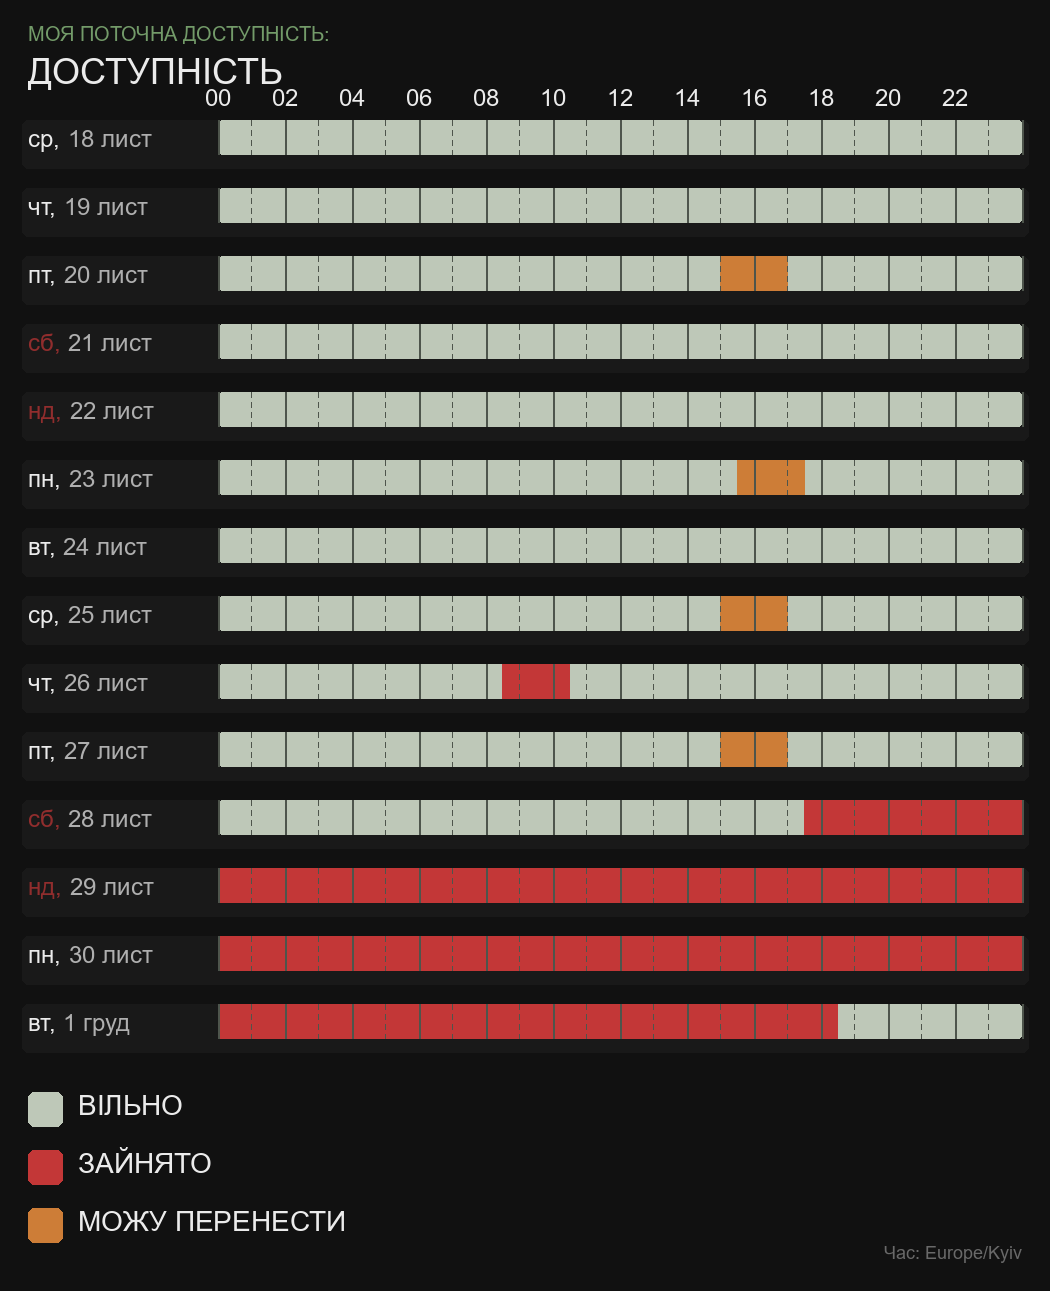 МОЯ ПОТОЧНА ДОСТУПНІСТЬ:
ДОСТУПНІСТЬ
00 02 04 06 08 10 12 14 16 18 20 22
ср, 18 лист
чт, 19 лист
пт, 20 лист
сб, 21 лист
нд, 22 лист
пн, 23 лист
вт, 24 лист
ср, 25 лист
чт, 26 лист
пт, 27 лист
сб, 28 лист
нд, 29 лист
пн, 30 лист
вт, 1 груд
ВІЛЬНО
ЗАЙНЯТО
МОЖУ ПЕРЕНЕСТИ
Час: Europe/Kyiv